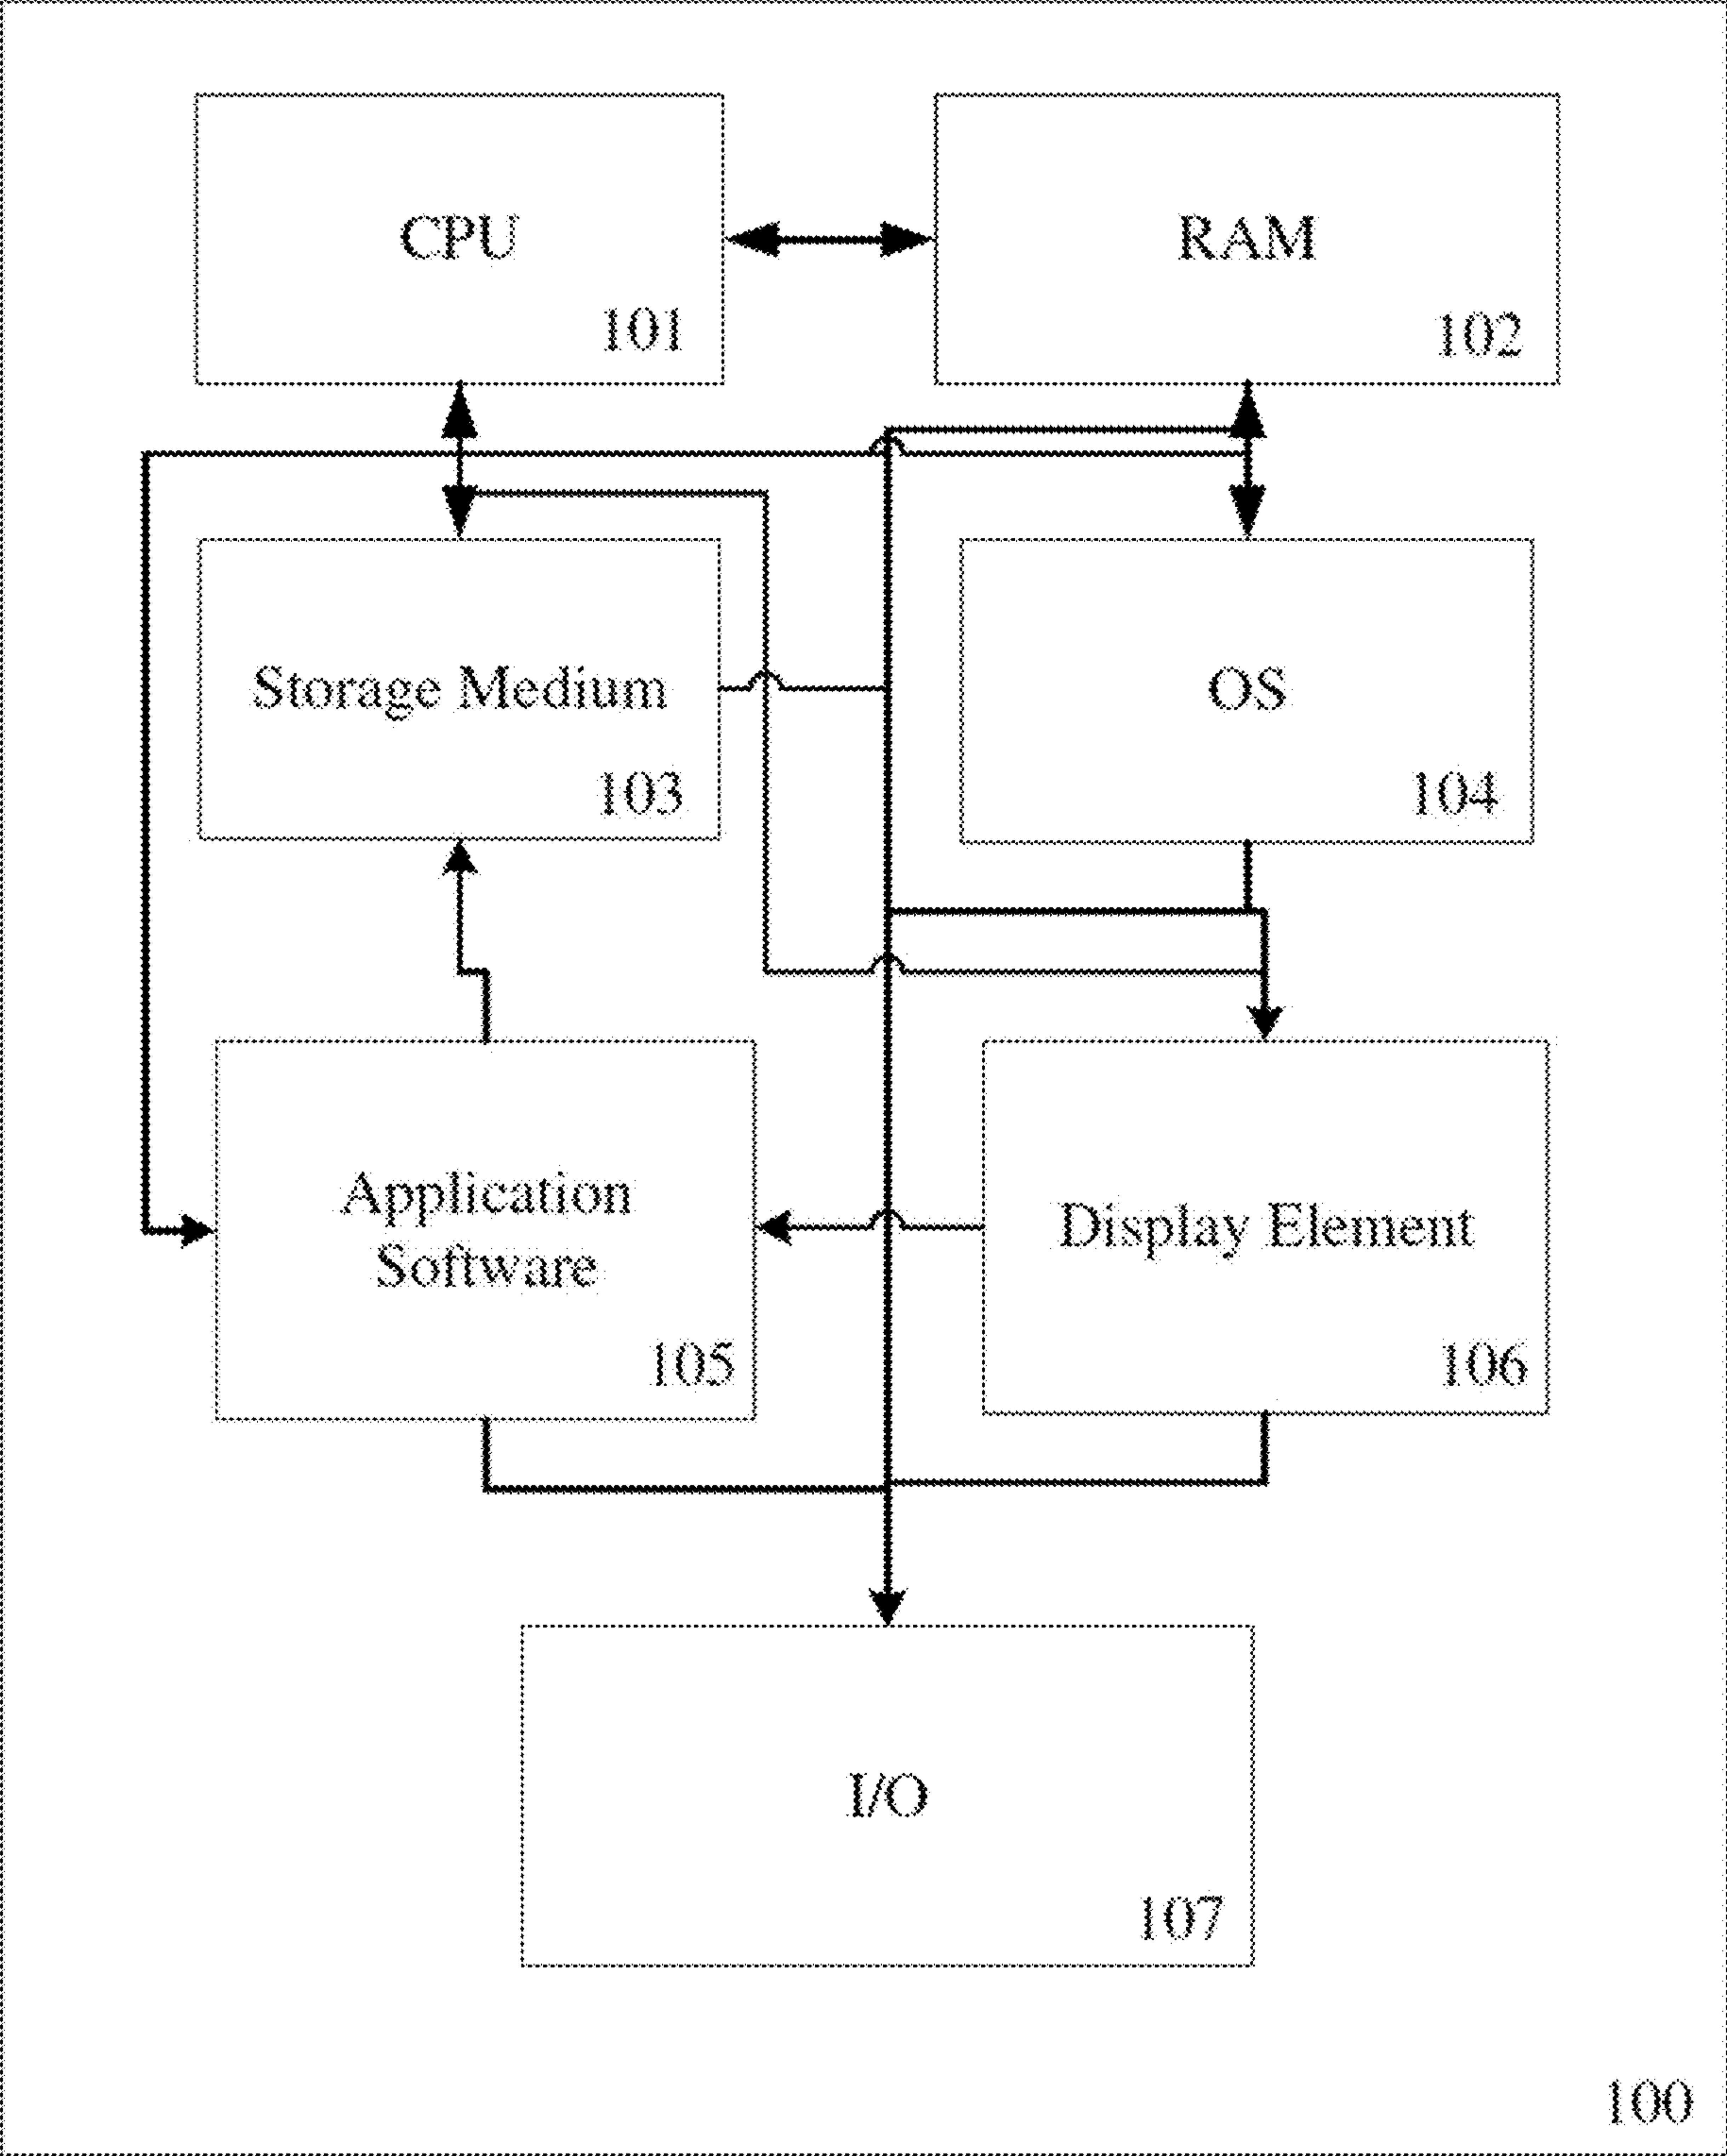 CPU
101
RAM
102
Storage Medium
103
OS
104
Application
Software
105
Display Element
106
I/O
107
100